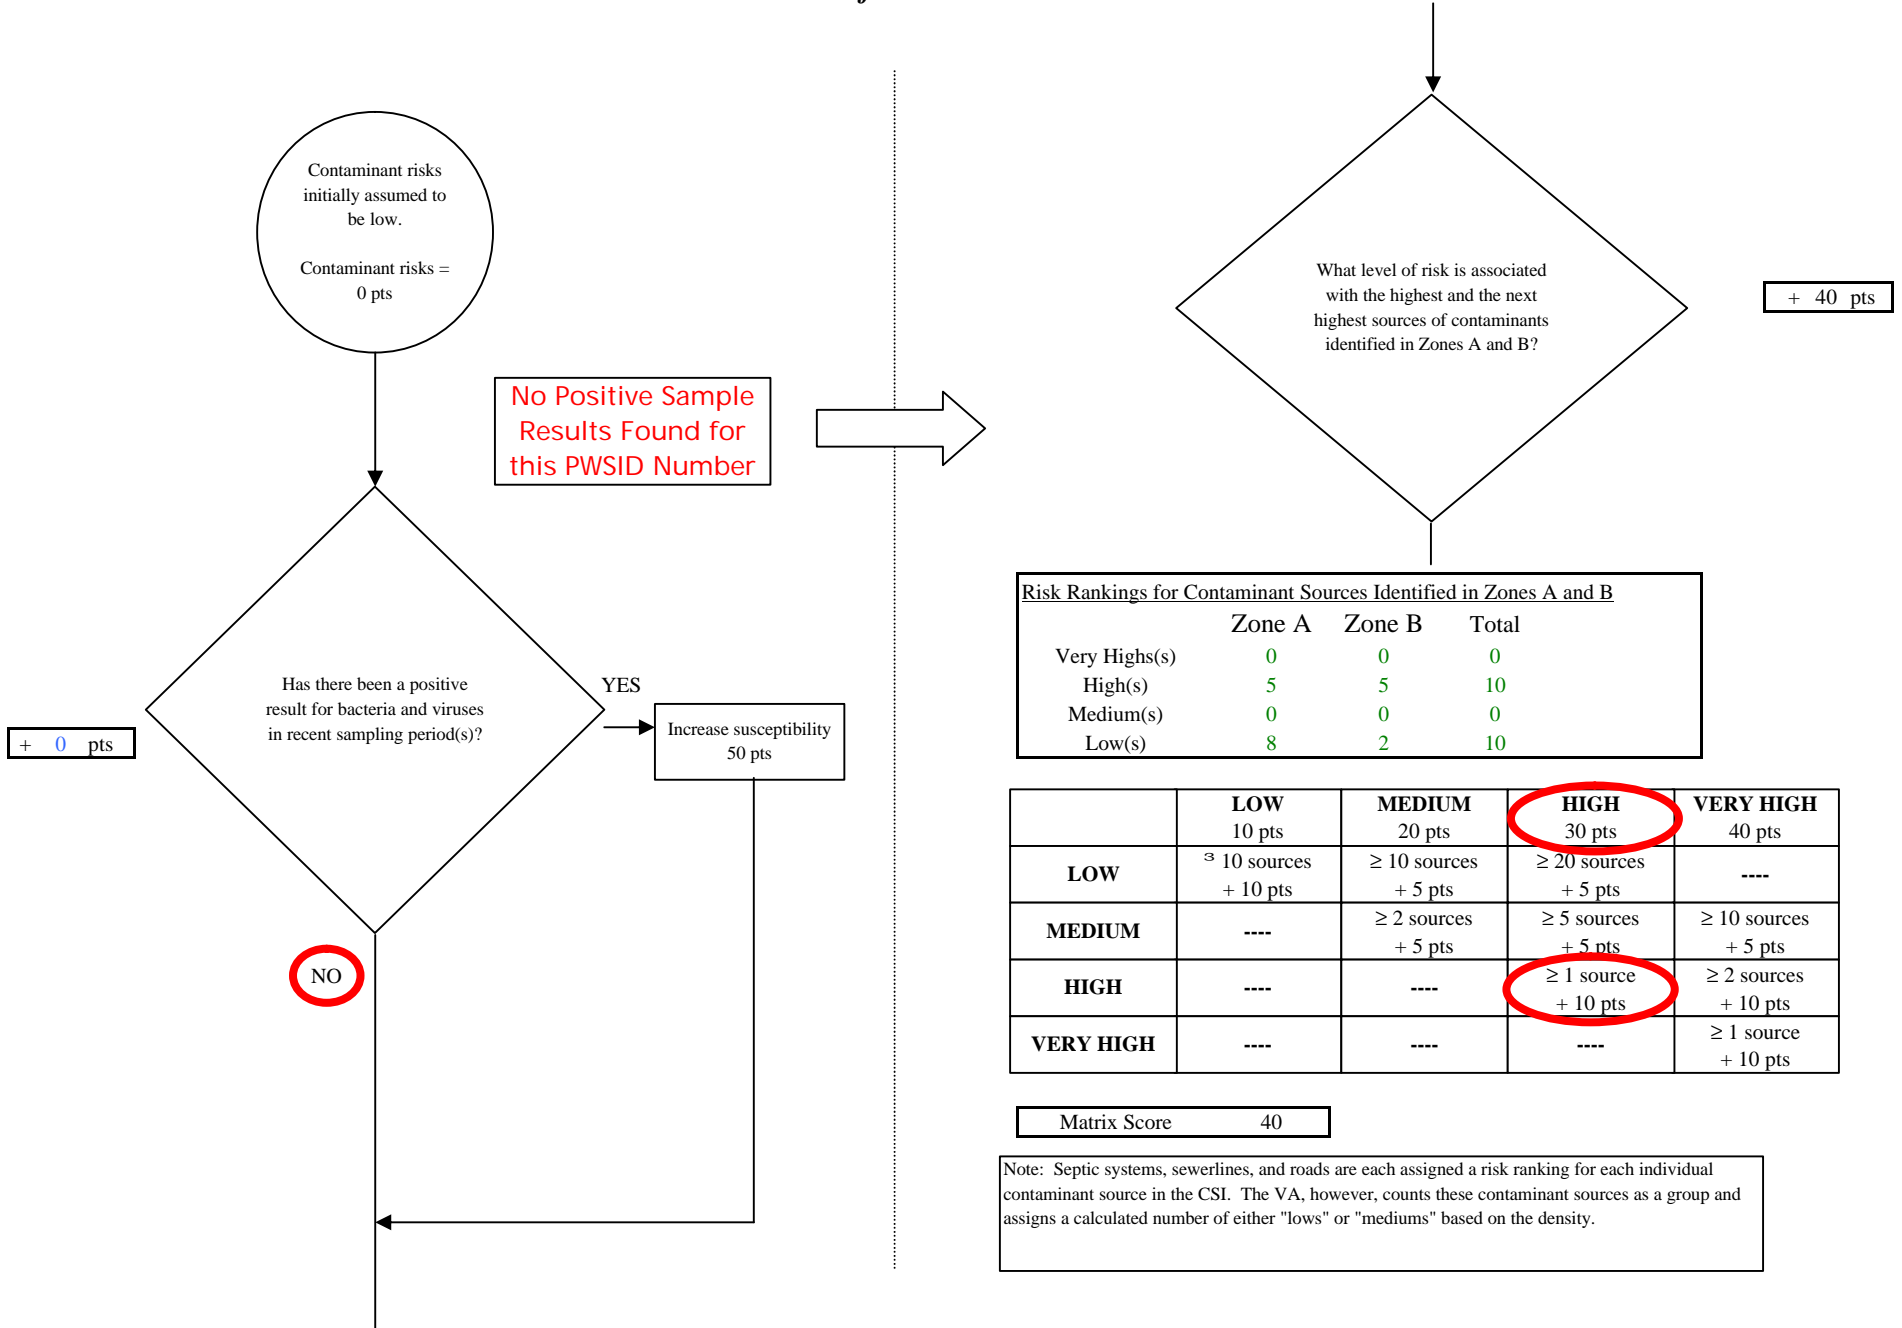 Contaminant risks
initially assumed to
be low.
Contaminant risks =
0 pts
No Positive Sample
Results Found for
this PWSID Number
Has there been a positive
result for bacteria and viruses
in recent sampling period(s)?
YES
Increase susceptibility
50 pts
+ 0 pts
NO
What level of risk is associated
with the highest and the next
highest sources of contaminants
identified in Zones A and B?
+ 40 pts
Risk Rankings for Contaminant Sources Identified in Zones A and B
Zone A Zone B Total
Very Highs(s) 0 0 0
High(s) 5 5 10
Medium(s) 0 0 0
Low(s) 8 2 10
LOW MEDIUM HIGH VERY HIGH
10 pts 20 pts 30 pts 40 pts
LOW ³ 10 sources ≥ 10 sources ≥ 20 sources ----
+ 10 pts + 5 pts + 5 pts
MEDIUM ---- ≥ 2 sources ≥ 5 sources ≥ 10 sources
+ 5 pts + 5 pts + 5 pts
HIGH ---- ---- ≥ 1 source ≥ 2 sources
+ 10 pts + 10 pts
VERY HIGH ---- ---- ---- ≥ 1 source
+ 10 pts
Matrix Score 40
Note: Septic systems, sewerlines, and roads are each assigned a risk ranking for each individual
contaminant source in the CSI. The VA, however, counts these contaminant sources as a group and
assigns a calculated number of either "lows" or "mediums" based on the density.